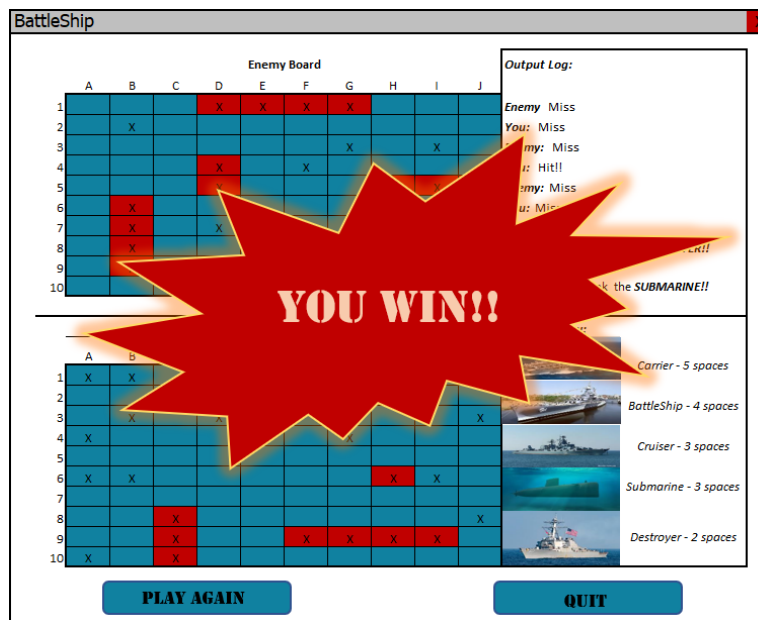 BattleShip
Enemy Board
Output Log:
A B C D E F G H I J
1 X X X X
2 X
3 X X
4 X X
5 X
6 X
7 X X
8 X
9
10
Enemy Miss
You: Miss
Miss
Hit!!
Miss
the SUBMARINE!!
YOU WIN!!
A B
1 X X
2
3 X X X
4 X X
5
6 X X X X
7
8 X X
9 X X X X X
10 X X
Carrier - 5 spaces
BattleShip - 4 spaces
Cruiser - 3 spaces
Submarine - 3 spaces
Destroyer - 2 spaces
PLAY AGAIN
QUIT